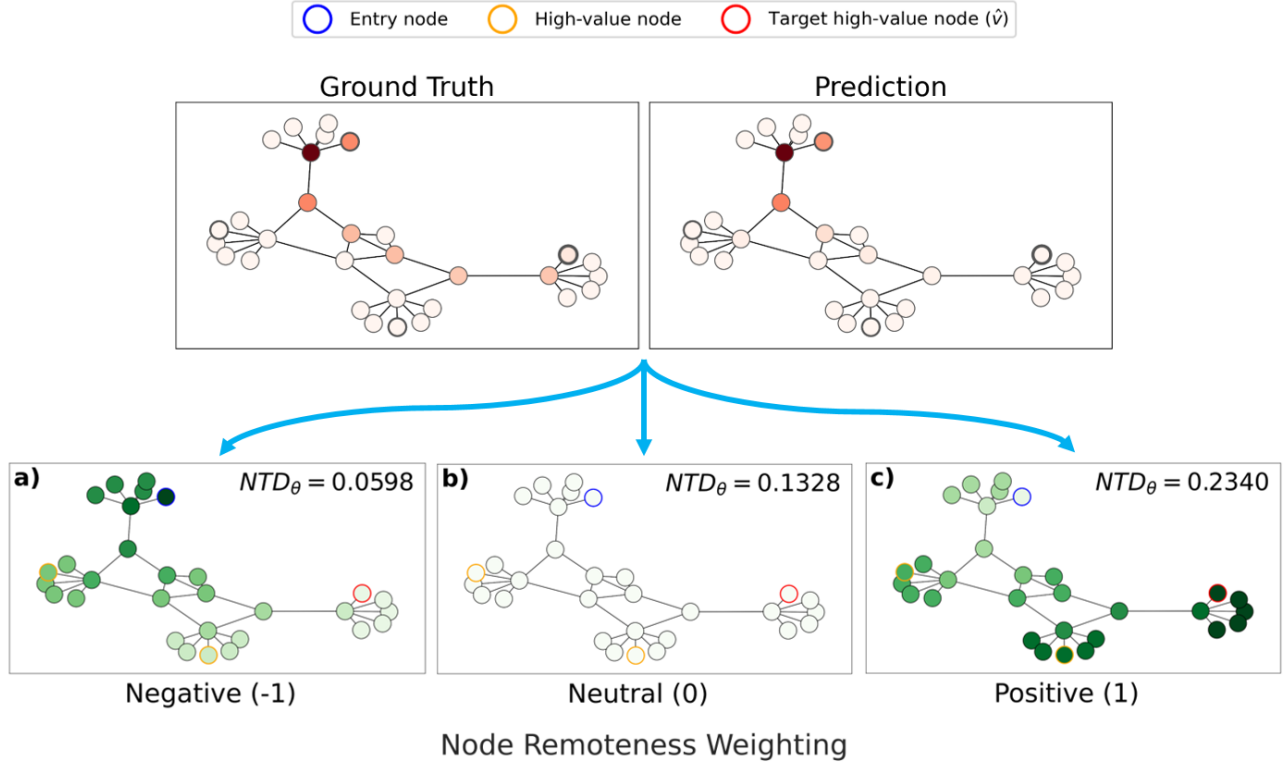 Entry node
High-value node
Target high-value node (v̂)
Ground Truth
Prediction
a)
NTD_θ = 0.0598
b)
NTD_θ = 0.1328
c)
NTD_θ = 0.2340
Negative (-1)
Neutral (0)
Positive (1)
Node Remoteness Weighting